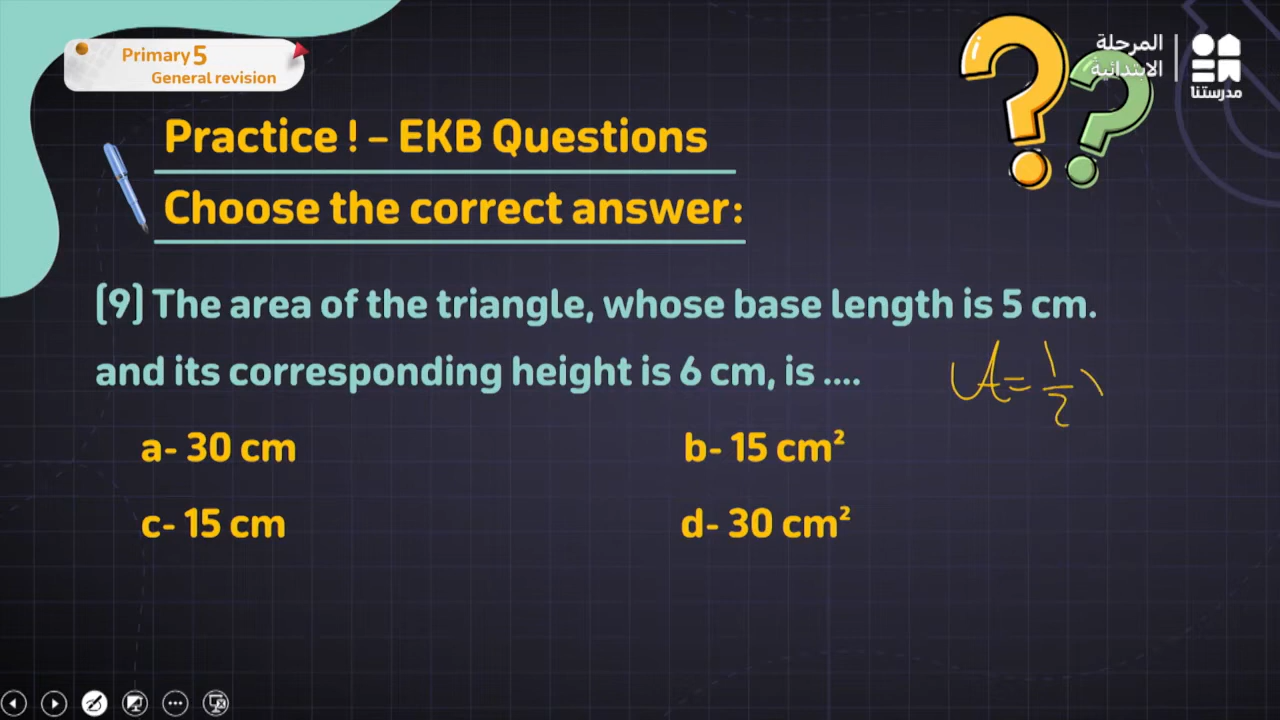 Primary 5
General revision
المرحلة
الابتدائية
مدرستنا
Practice ! – EKB Questions
Choose the correct answer:
(9) The area of the triangle, whose base length is 5 cm.
and its corresponding height is 6 cm, is ....
A = 1/2
a- 30 cm
b- 15 cm²
c- 15 cm
d- 30 cm²